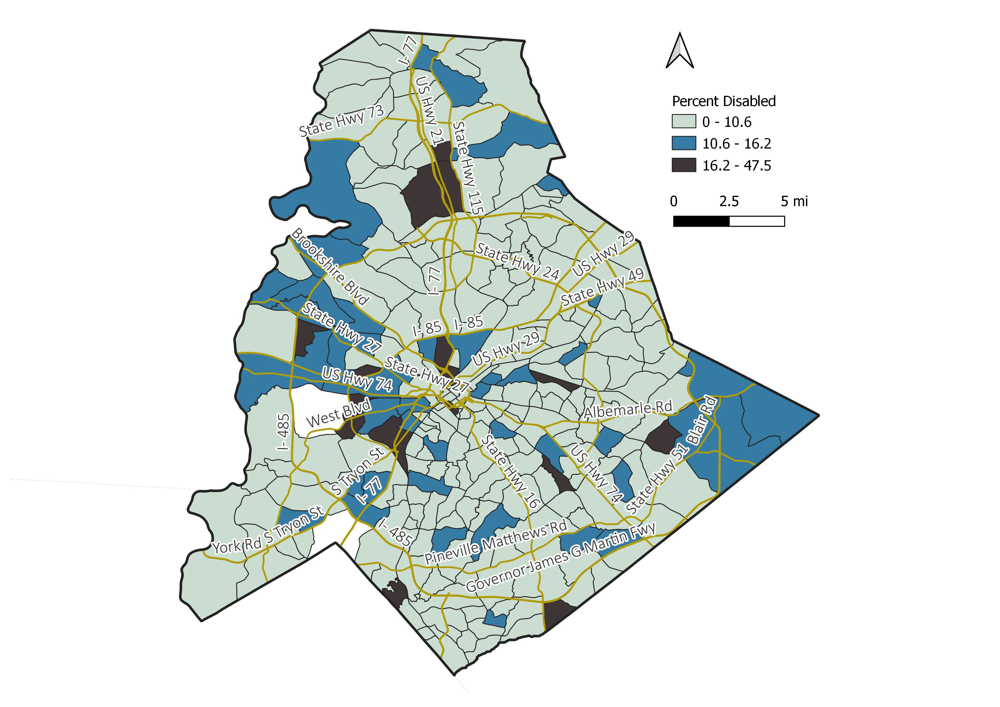 I- 77
US Hwy 21
State Hwy 73
State Hwy 115
Percent Disabled
0 - 10.6
10.6 - 16.2
16.2 - 47.5
0 2.5 5 mi
Brookshire Blvd
State Hwy 24
US Hwy 29
I- 77
State Hwy 49
State Hwy 27
I- 85
I- 85
US Hwy 29
State Hwy 27
US Hwy 74
West Blvd
Albemarle Rd
Blair Rd
I- 485
State Hwy 16
US Hwy 74
State Hwy 51
S Tryon St
I- 77
S Tryon St
York Rd
I- 485
Pineville Matthews Rd
Governor James G Martin Fwy